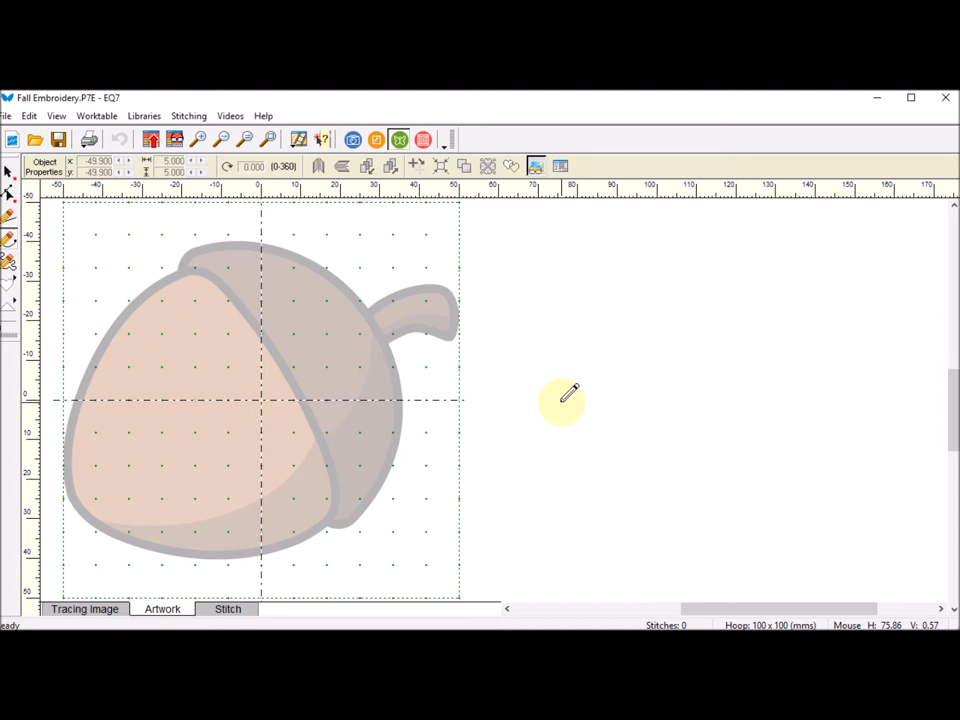 Fall Embroidery.P7E - EQ7
File Edit View Worktable Libraries Stitching Videos Help
Object Properties x: -49.900 y: -49.900 5.000 5.000 0.000 (0-360)
-50 -40 -30 -20 -10 0 10 20 30 40 50 60 70 80 90 100 110 120 130 140 150 160 170
-50
-40
-30
-20
-10
0
10
20
30
40
50
Tracing Image Artwork Stitch
eady Stitches: 0 Hoop: 100 x 100 (mms) Mouse H: 75.86 V: 0.57